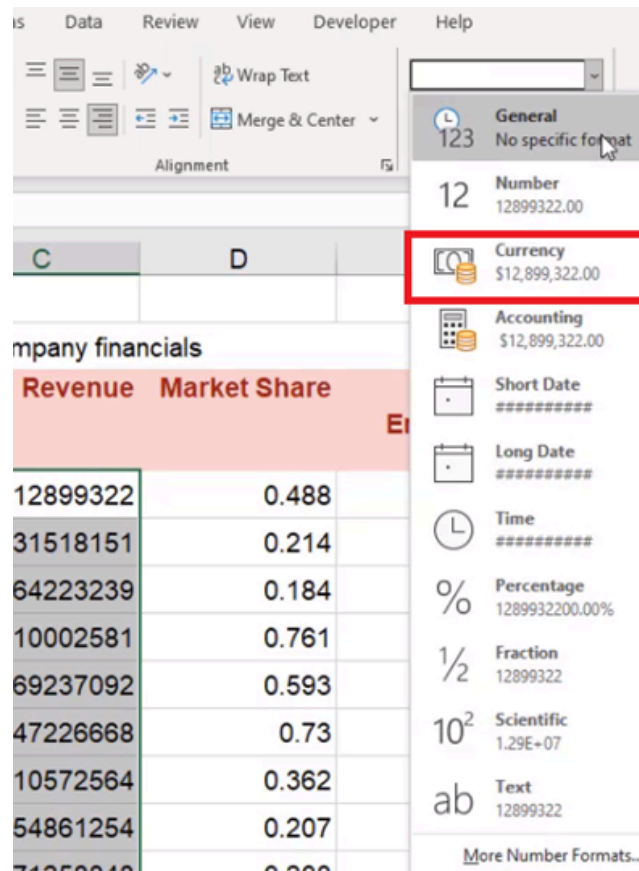 Data Review View Developer Help
Wrap Text
Merge & Center
Alignment
General
No specific format
Number
12899322.00
Currency
$12,899,322.00
Accounting
$12,899,322.00
Short Date
##########
Long Date
##########
Time
##########
Percentage
1289932200.00%
Fraction
12899322
Scientific
1.29E+07
Text
12899322
More Number Formats..
C D
mpany financials
Revenue Market Share
12899322 0.488
31518151 0.214
64223239 0.184
10002581 0.761
69237092 0.593
47226668 0.73
10572564 0.362
54861254 0.207